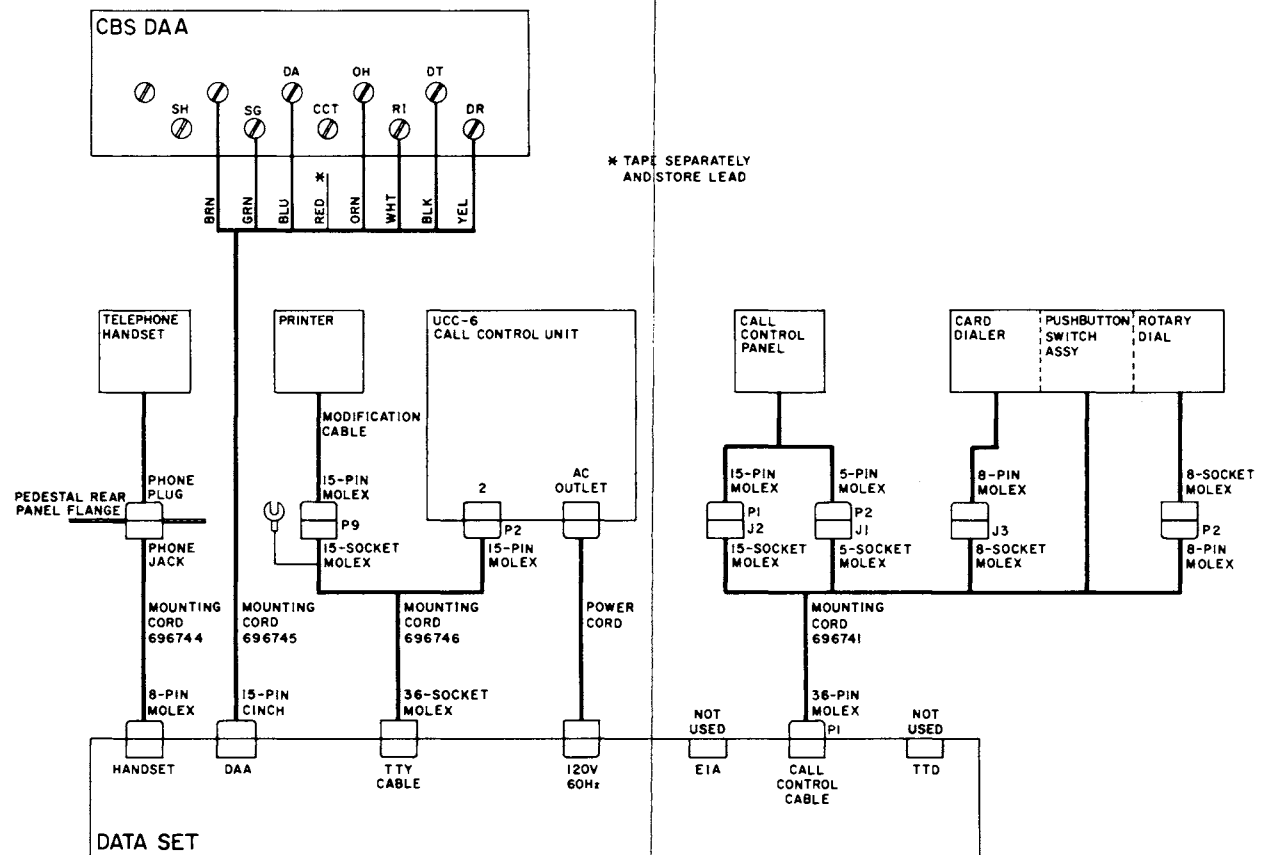 CBS DAA
DA OH DT
SH SG CCT RI DR
*
* TAPE SEPARATELY
AND STORE LEAD
BRN
GRN
BLU
RED
ORN
WHT
BLK
YEL
TELEPHONE
HANDSET
PRINTER
UCC-6
CALL CONTROL UNIT
CALL
CONTROL
PANEL
CARD
DIALER
PUSHBUTTON
SWITCH
ASSY
ROTARY
DIAL
MODIFICATION
CABLE
PHONE
PLUG
PEDESTAL REAR
PANEL FLANGE
PHONE
JACK
15-PIN
MOLEX
P9
15-SOCKET
MOLEX
2
P2
15-PIN
MOLEX
AC
OUTLET
15-PIN
MOLEX
P1
J2
15-SOCKET
MOLEX
5-PIN
MOLEX
P2
J1
5-SOCKET
MOLEX
8-PIN
MOLEX
J3
8-SOCKET
MOLEX
8-SOCKET
MOLEX
P2
8-PIN
MOLEX
MOUNTING
CORD
696744
MOUNTING
CORD
696745
MOUNTING
CORD
696746
POWER
CORD
MOUNTING
CORD
696741
8-PIN
MOLEX
15-PIN
CINCH
36-SOCKET
MOLEX
NOT
USED
36-PIN
MOLEX
P1
NOT
USED
HANDSET
DAA
TTY
CABLE
120V
60Hz
EIA
CALL
CONTROL
CABLE
TTD
DATA SET